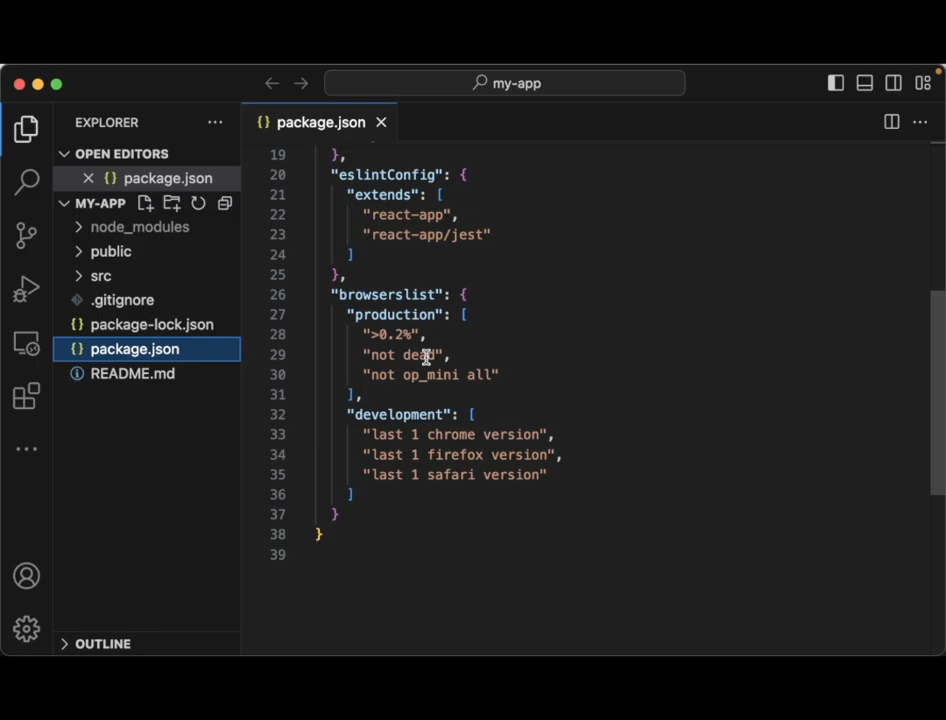 my-app
EXPLORER
package.json
OPEN EDITORS
package.json
MY-APP
node_modules
public
src
.gitignore
package-lock.json
package.json
README.md
OUTLINE
19 },
20 "eslintConfig": {
21 "extends": [
22 "react-app",
23 "react-app/jest"
24 ]
25 },
26 "browserslist": {
27 "production": [
28 ">0.2%",
29 "not dead",
30 "not op_mini all"
31 ],
32 "development": [
33 "last 1 chrome version",
34 "last 1 firefox version",
35 "last 1 safari version"
36 ]
37 }
38 }
39